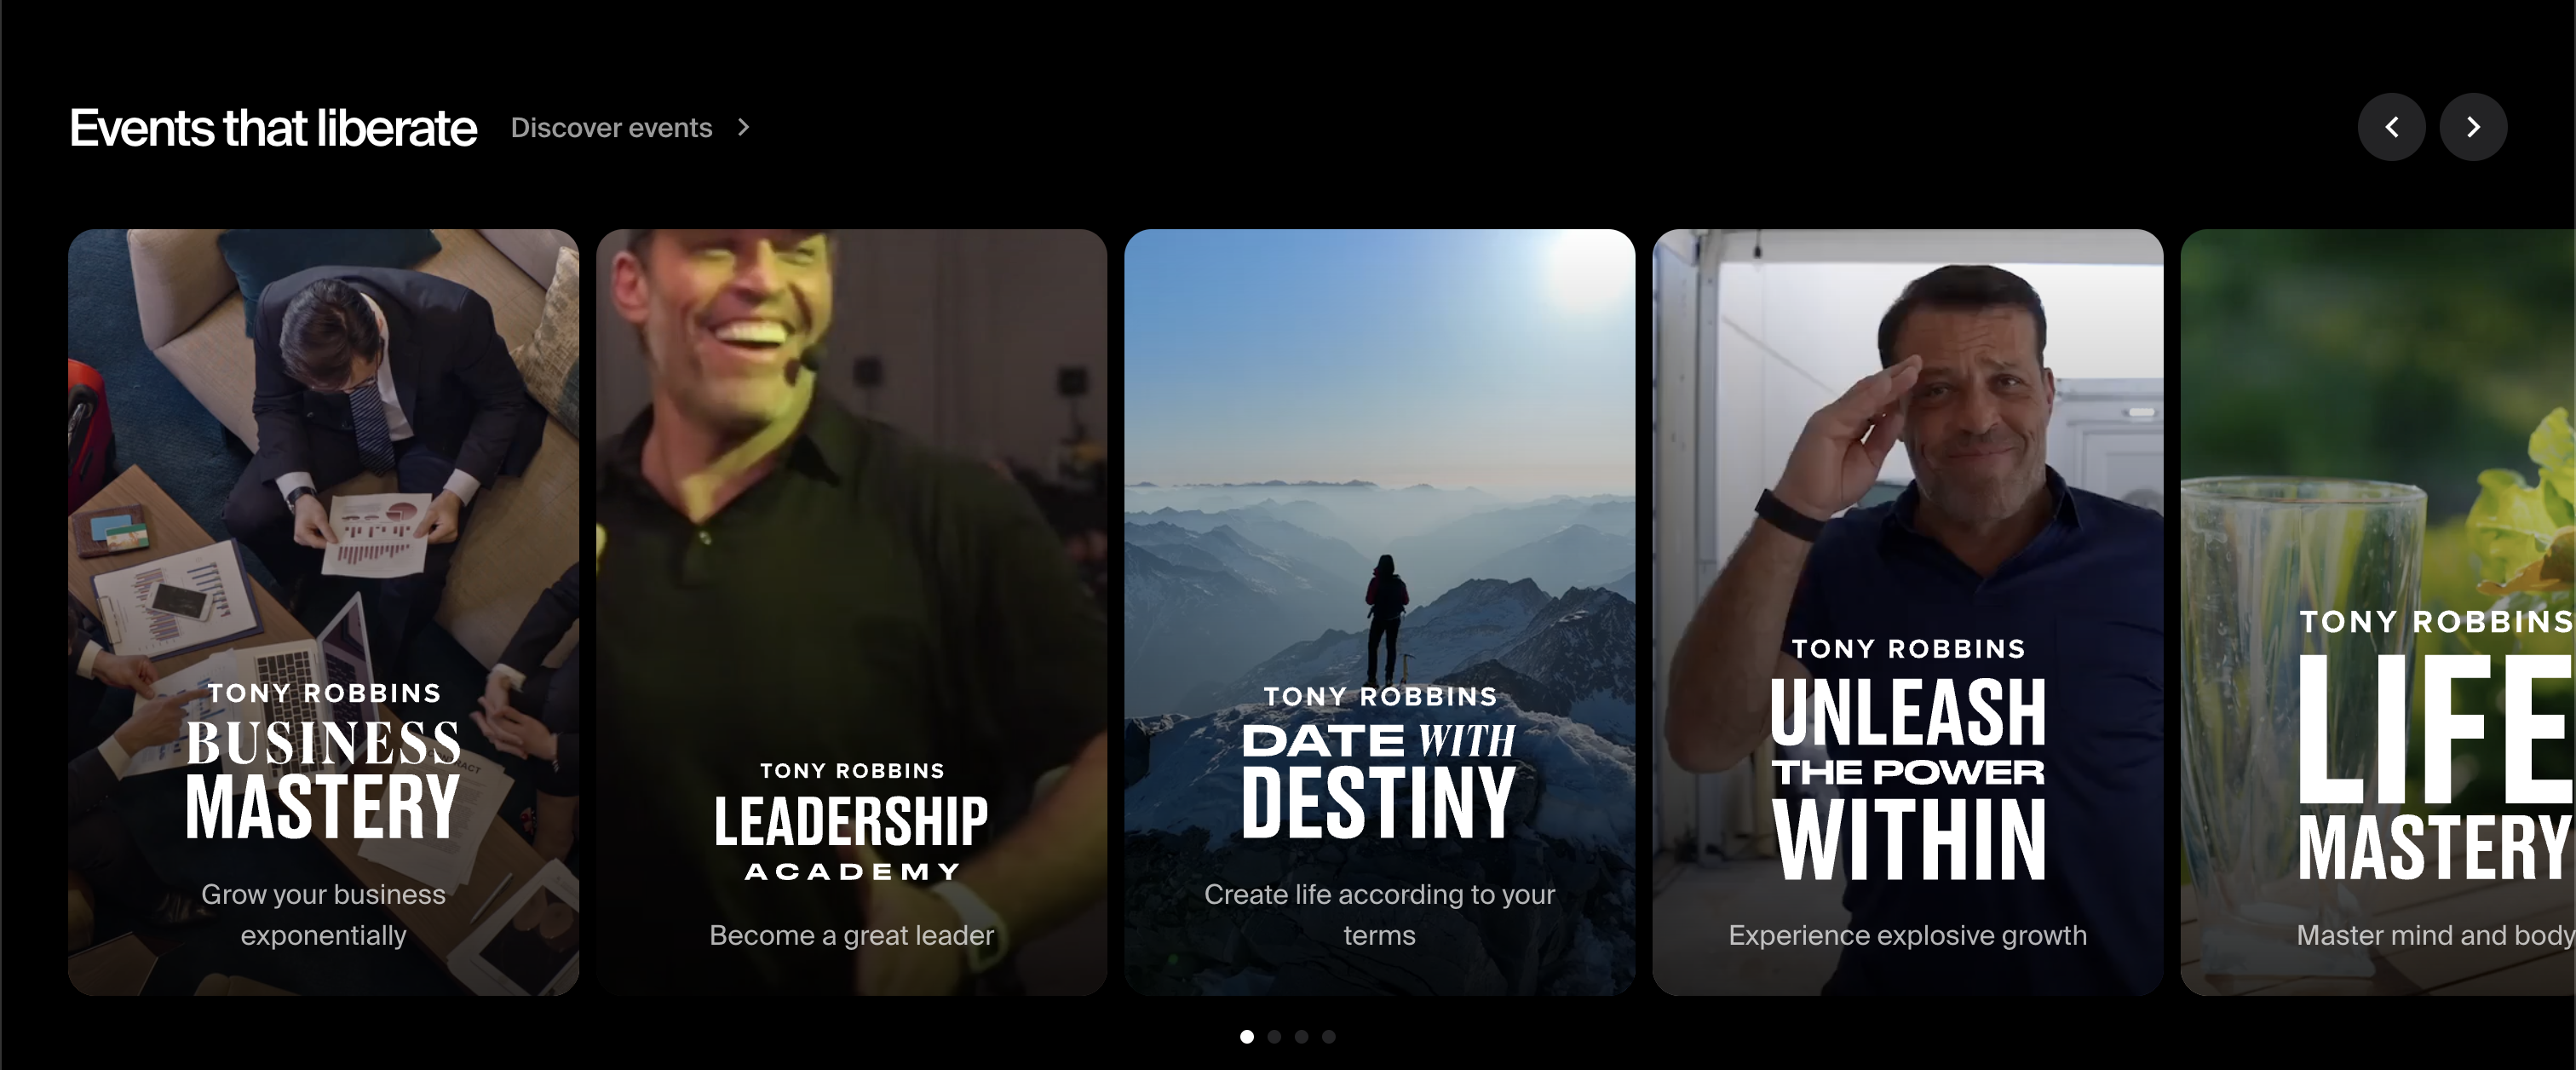 Events that liberate
Discover events
TONY ROBBINS
BUSINESS
MASTERY
Grow your business
exponentially
TONY ROBBINS
LEADERSHIP
ACADEMY
Become a great leader
TONY ROBBINS
DATE WITH
DESTINY
Create life according to your
terms
TONY ROBBINS
UNLEASH
THE POWER
WITHIN
Experience explosive growth
TONY ROBBINS
LIFE
MASTERY
Master mind and body